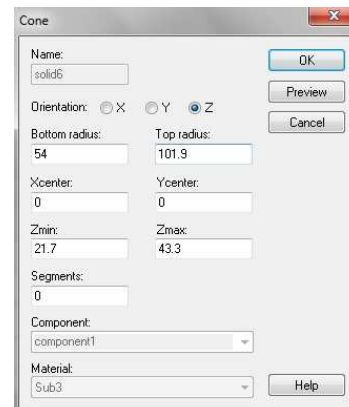 Cone
Name:
solid6
OK
Orientation: X Y Z
Preview
Bottom radius: Top radius:
Cancel
54 101.9
Xcenter: Ycenter:
0 0
Zmin: Zmax:
21.7 43.3
Segments:
0
Component:
component1
Material:
Sub3
Help